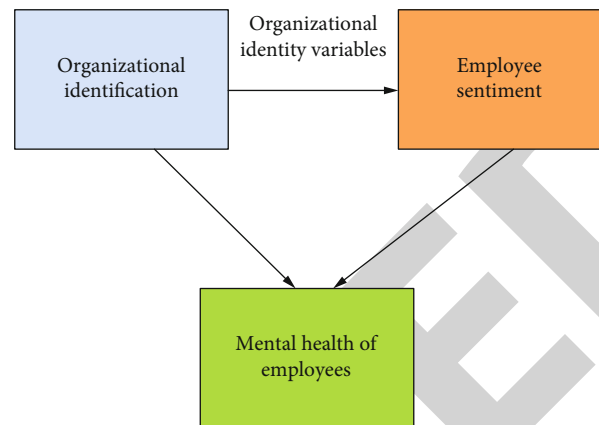 Organizational
identification
Organizational
identity variables
Employee
sentiment
Mental health of
employees